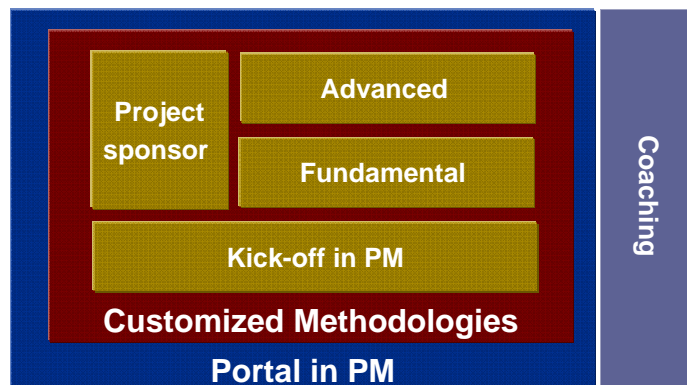 Project
sponsor
Advanced
Fundamental
Kick-off in PM
Customized Methodologies
Portal in PM
Coaching